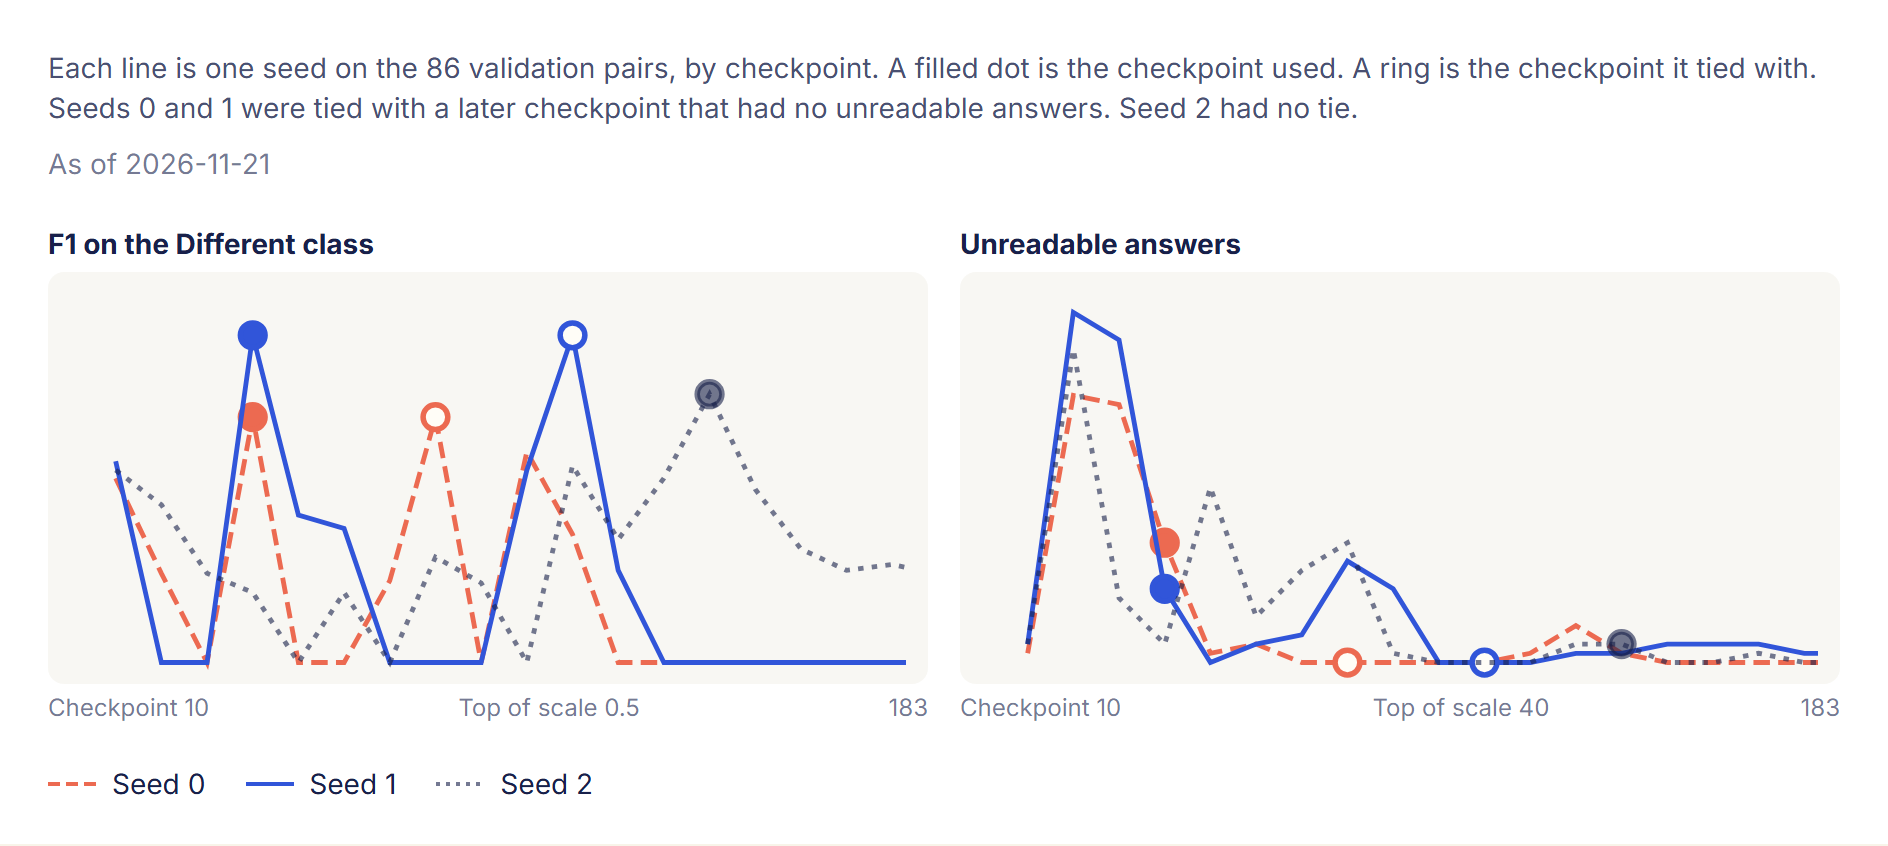 Each line is one seed on the 86 validation pairs, by checkpoint. A filled dot is the checkpoint used. A ring is the checkpoint it tied with.
Seeds 0 and 1 were tied with a later checkpoint that had no unreadable answers. Seed 2 had no tie.
As of 2026-11-21
F1 on the Different class
Checkpoint 10
Top of scale 0.5
183
Unreadable answers
Checkpoint 10
Top of scale 40
183
Seed 0
Seed 1
Seed 2